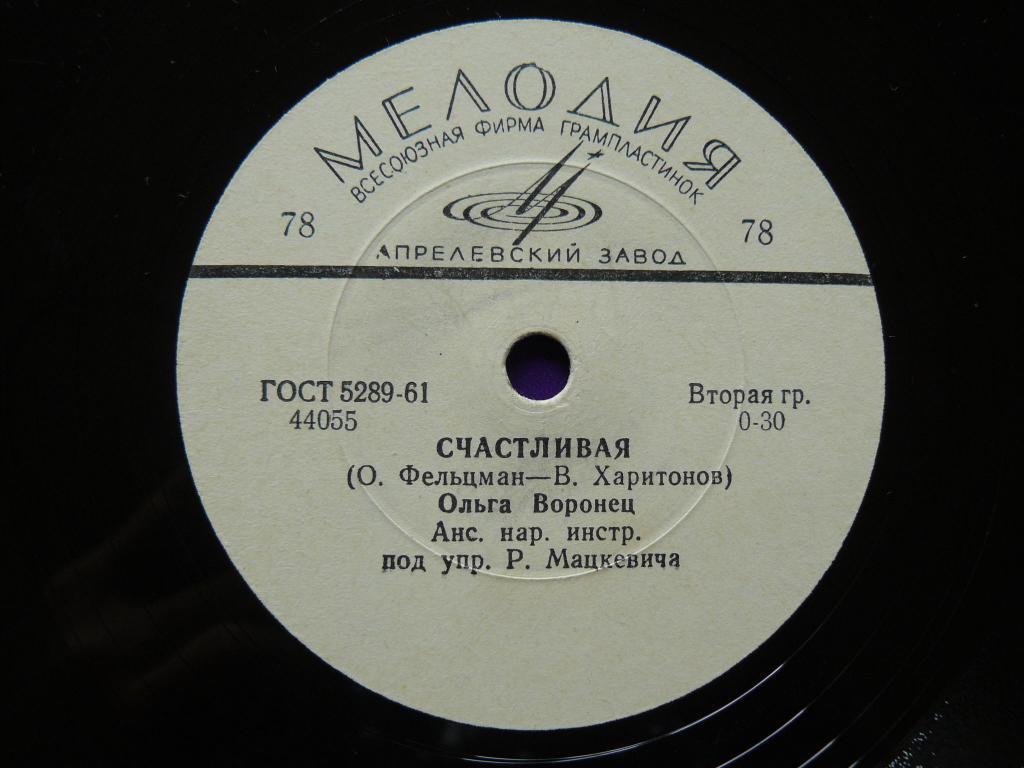 МЕЛОДИЯ
ВСЕСОЮЗНАЯ ФИРМА ГРАМПЛАСТИНОК
78
78
АПРЕЛЕВСКИЙ ЗАВОД
ГОСТ 5289-61
44055
Вторая гр.
0-30
СЧАСТЛИВАЯ
(О. Фельцман—В. Харитонов)
Ольга Воронец
Анс. нар. инстр.
под упр. Р. Мацкевича